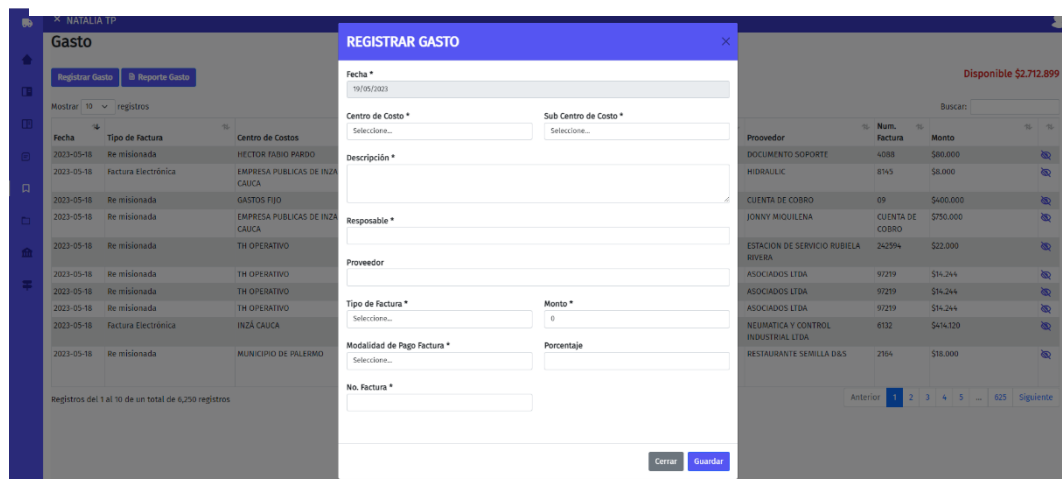 × NATALIA TP
Gasto
Registrar Gasto
Reporte Gasto
Disponible $2.712.899
Mostrar 10 registros
Buscar:
Fecha Tipo de Factura Centro de Costos Proovedor Num. Factura Monto
2023-05-18 Re misionada HECTOR FABIO PARDO DOCUMENTO SOPORTE 4088 $80.000
2023-05-18 Factura Electrónica EMPRESA PUBLICAS DE INZA HIDRAULIC 8145 $8.000
CAUCA
2023-05-18 Re misionada GASTOS FIJO CUENTA DE COBRO 09 $400.000
2023-05-18 Re misionada EMPRESA PUBLICAS DE INZA JONNY MIQUILENA CUENTA DE $750.000
CAUCA COBRO
2023-05-18 Re misionada TH OPERATIVO ESTACION DE SERVICIO RUBIELA 242594 $22.000
RIVERA
2023-05-18 Re misionada TH OPERATIVO ASOCIADOS LTDA 97219 $14.244
2023-05-18 Re misionada TH OPERATIVO ASOCIADOS LTDA 97219 $14.244
2023-05-18 Re misionada TH OPERATIVO ASOCIADOS LTDA 97219 $14.244
2023-05-18 Factura Electrónica INZÁ CAUCA NEUMATICA Y CONTROL 6132 $414.120
INDUSTRIAL LTDA
2023-05-18 Re misionada MUNICIPIO DE PALERMO RESTAURANTE SEMILLA D&S 2164 $18.000
Registros del 1 al 10 de un total de 6,250 registros
Anterior 1 2 3 4 5 ... 625 Siguiente
REGISTRAR GASTO ×
Fecha *
19/05/2023
Centro de Costo * Sub Centro de Costo *
Seleccione... Seleccione...
Descripción *
Resposable *
Proveedor
Tipo de Factura * Monto *
Seleccione... 0
Modalidad de Pago Factura * Porcentaje
Seleccione...
No. Factura *
Cerrar Guardar